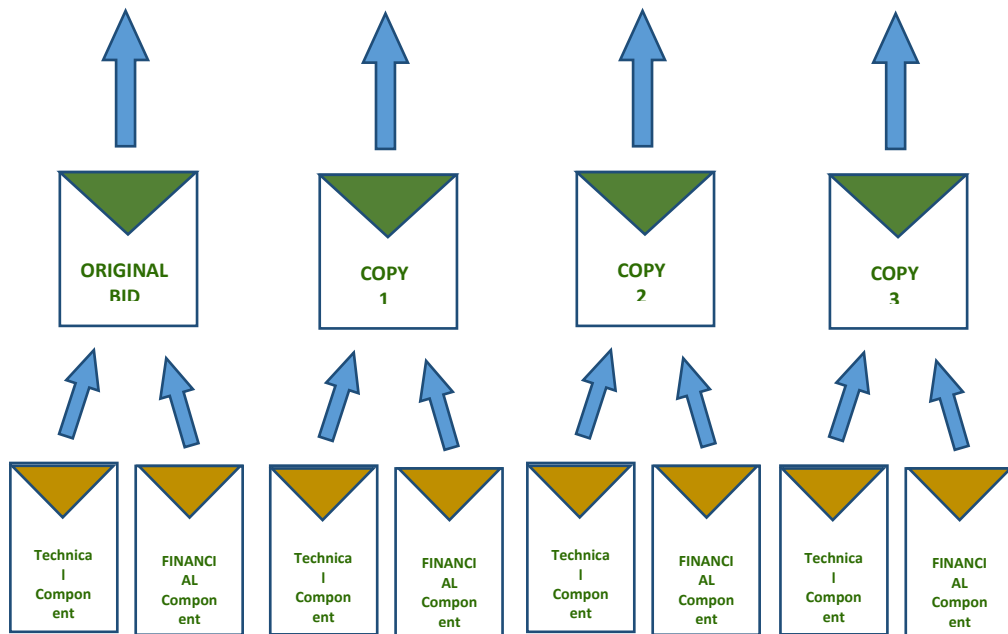 ORIGINAL
BID
COPY
1
COPY
2
COPY
3
Technica
l
Compon
ent
FINANCI
AL
Compon
ent
Technica
l
Compon
ent
FINANCI
AL
Compon
ent
Technica
l
Compon
ent
FINANCI
AL
Compon
ent
Technica
l
Compon
ent
FINANCI
AL
Compon
ent